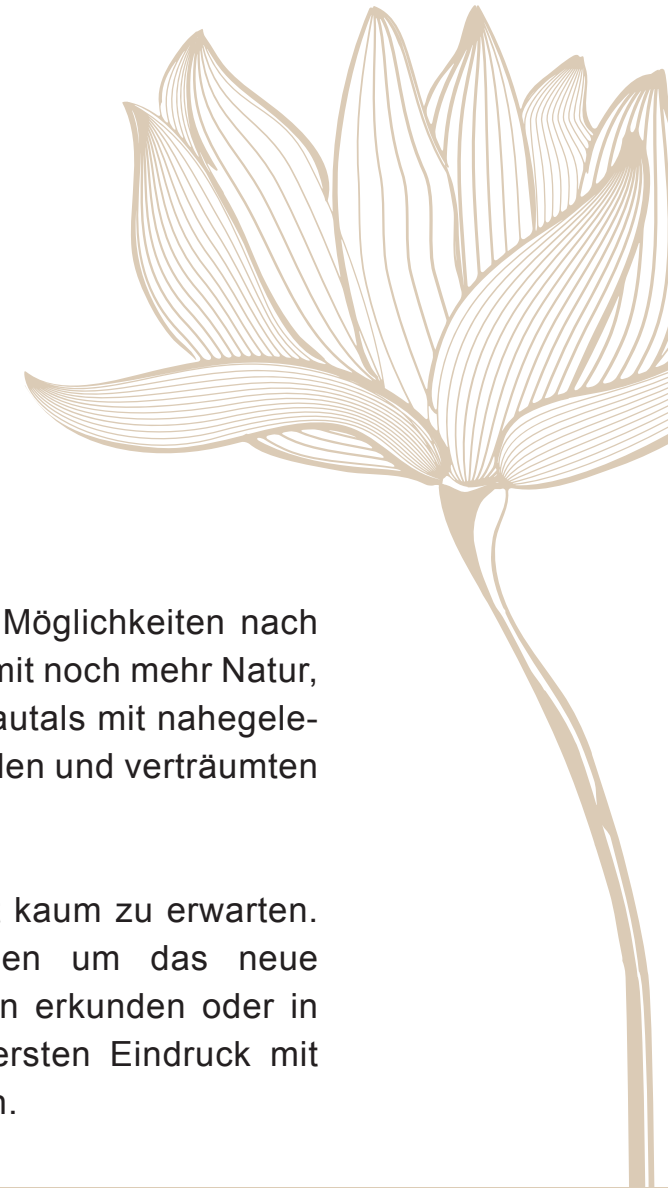 Möglichkeiten nach
mit noch mehr Natur,
autals mit nahegele-
den und verträumten
kaum zu erwarten.
en um das neue
n erkunden oder in
ersten Eindruck mit
n.